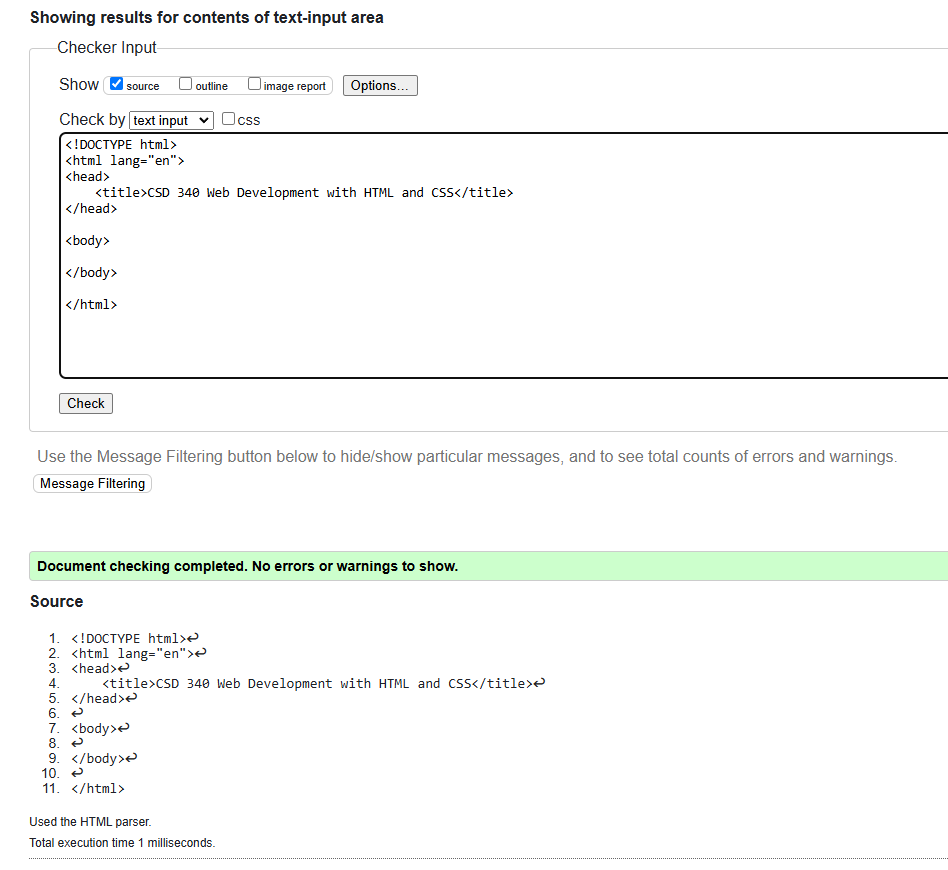 Showing results for contents of text-input area
Checker Input
Show source outline image report Options...
Check by text input css
<!DOCTYPE html>
<html lang="en">
<head>
    <title>CSD 340 Web Development with HTML and CSS</title>
</head>

<body>

</body>

</html>
Check
Use the Message Filtering button below to hide/show particular messages, and to see total counts of errors and warnings.
Message Filtering
Document checking completed. No errors or warnings to show.
Source
1. <!DOCTYPE html>↩
2. <html lang="en">↩
3. <head>↩
4.     <title>CSD 340 Web Development with HTML and CSS</title>↩
5. </head>↩
6. ↩
7. <body>↩
8. ↩
9. </body>↩
10. ↩
11. </html>
Used the HTML parser.
Total execution time 1 milliseconds.